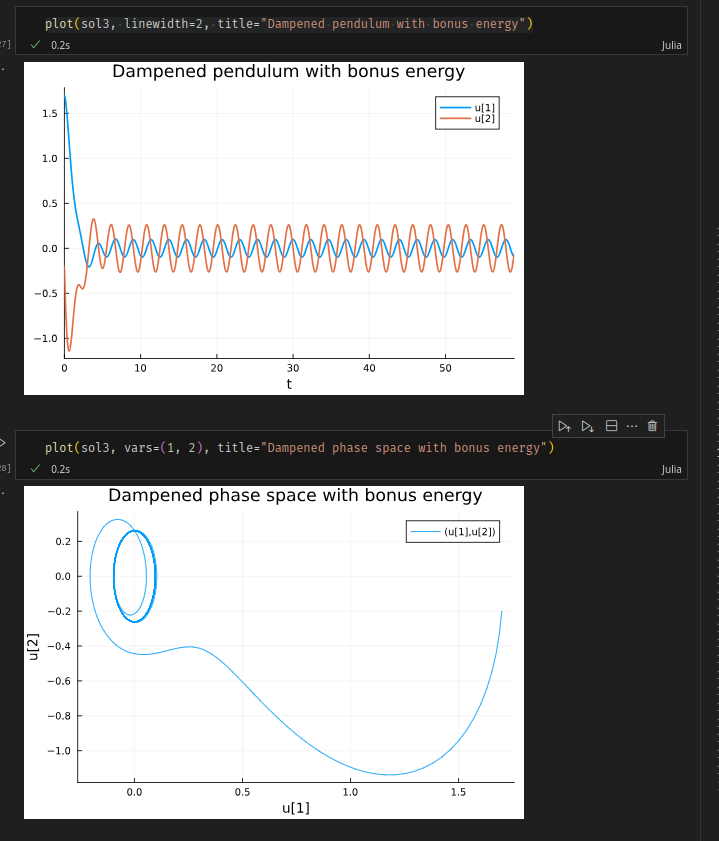 plot(sol3, linewidth=2, title="Dampened pendulum with bonus energy")
27]
0.2s
Julia
Dampened pendulum with bonus energy
u[1]
u[2]
1.5
1.0
0.5
0.0
−0.5
−1.0
0 10 20 30 40 50
t
plot(sol3, vars=(1, 2), title="Dampened phase space with bonus energy")
28]
0.2s
Julia
Dampened phase space with bonus energy
(u[1],u[2])
0.2
0.0
−0.2
−0.4
−0.6
−0.8
−1.0
u[2]
0.0 0.5 1.0 1.5
u[1]